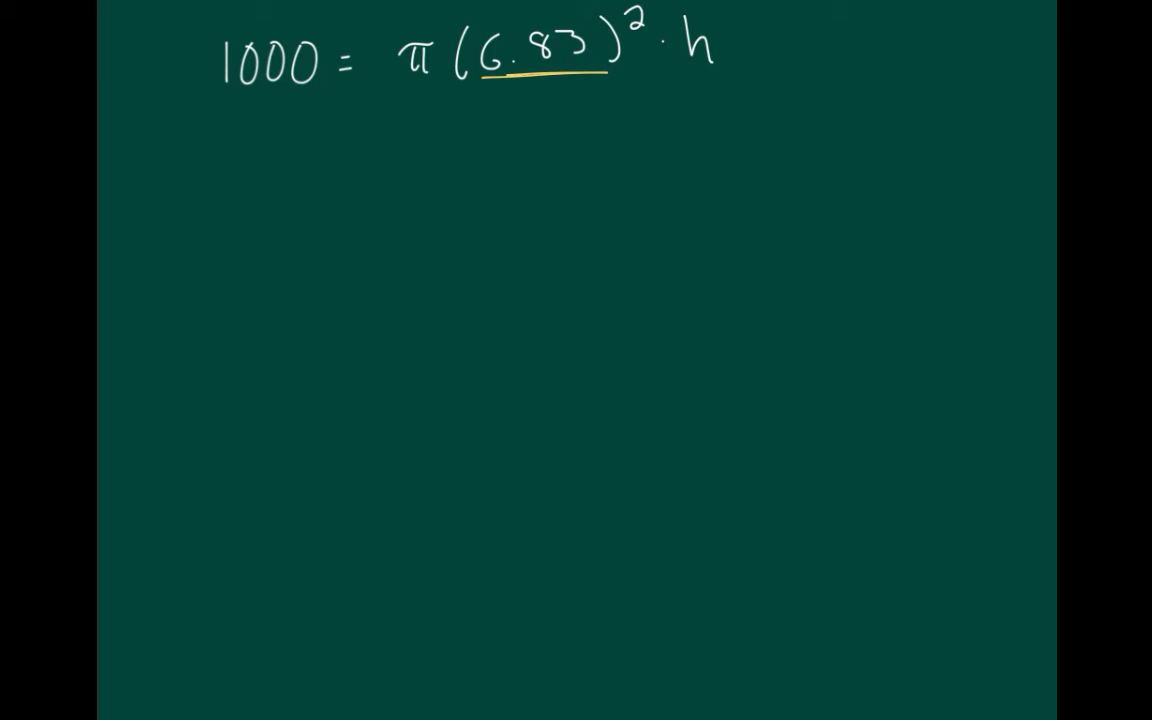 1000 = π(6.83)² · h